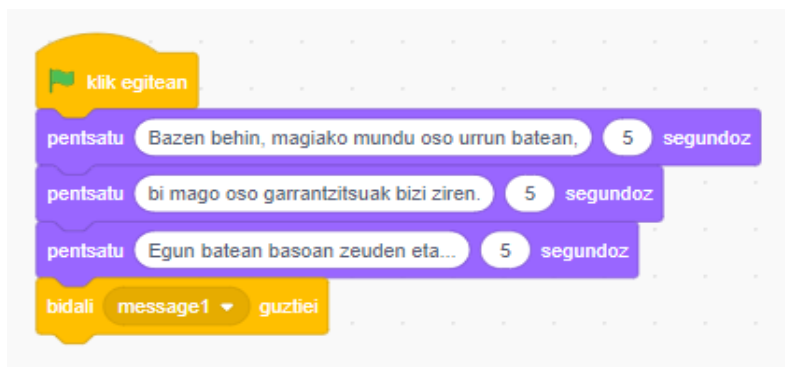 klik egitean
pentsatu Bazen behin, magiako mundu oso urrun batean, 5 segundoz
pentsatu bi mago oso garrantzitsuak bizi ziren. 5 segundoz
pentsatu Egun batean basoan zeuden eta... 5 segundoz
bidali message1 guztiei